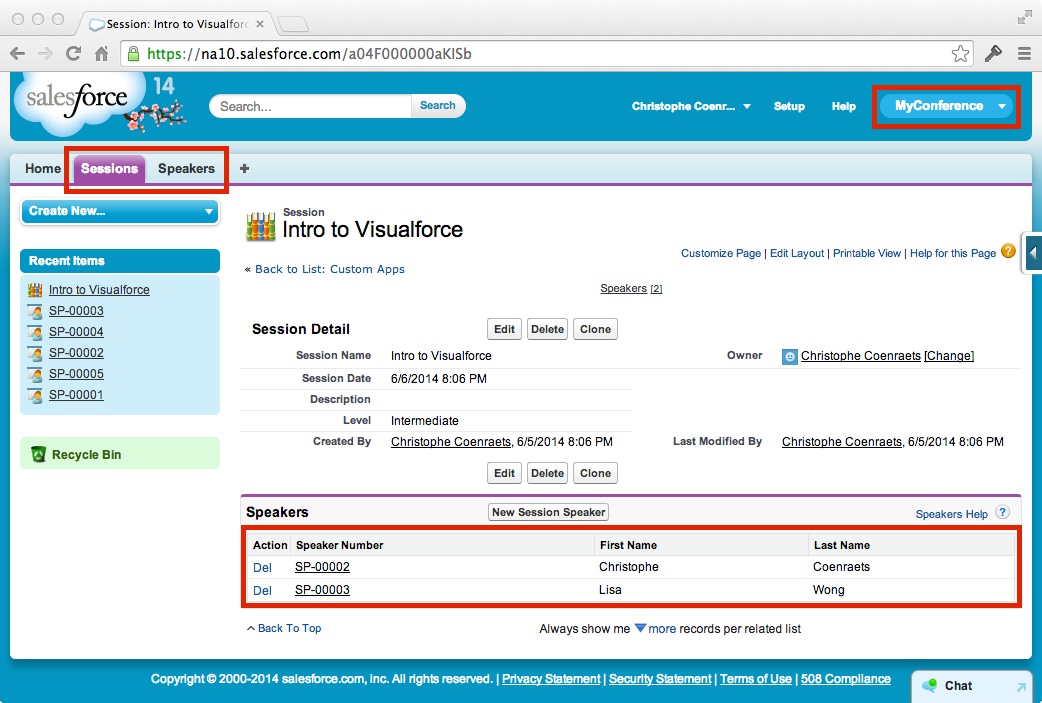 Session: Intro to Visualforc
https://na10.salesforce.com/a04F000000aKlSb
salesforce 14
Search... Search
Christophe Coenr... Setup Help MyConference
Home Sessions Speakers +
Create New...
Recent Items
Intro to Visualforce
SP-00003
SP-00004
SP-00002
SP-00005
SP-00001
Recycle Bin
Session
Intro to Visualforce
Customize Page | Edit Layout | Printable View | Help for this Page ?
« Back to List: Custom Apps
Speakers [2]
Session Detail Edit Delete Clone
Session Name Intro to Visualforce Owner Christophe Coenraets [Change]
Session Date 6/6/2014 8:06 PM
Description
Level Intermediate
Created By Christophe Coenraets, 6/5/2014 8:06 PM Last Modified By Christophe Coenraets, 6/5/2014 8:06 PM
Edit Delete Clone
Speakers New Session Speaker Speakers Help ?
Action Speaker Number First Name Last Name
Del SP-00002 Christophe Coenraets
Del SP-00003 Lisa Wong
Back To Top Always show me more records per related list
Copyright © 2000-2014 salesforce.com, inc. All rights reserved. | Privacy Statement | Security Statement | Terms of Use | 508 Compliance
Chat